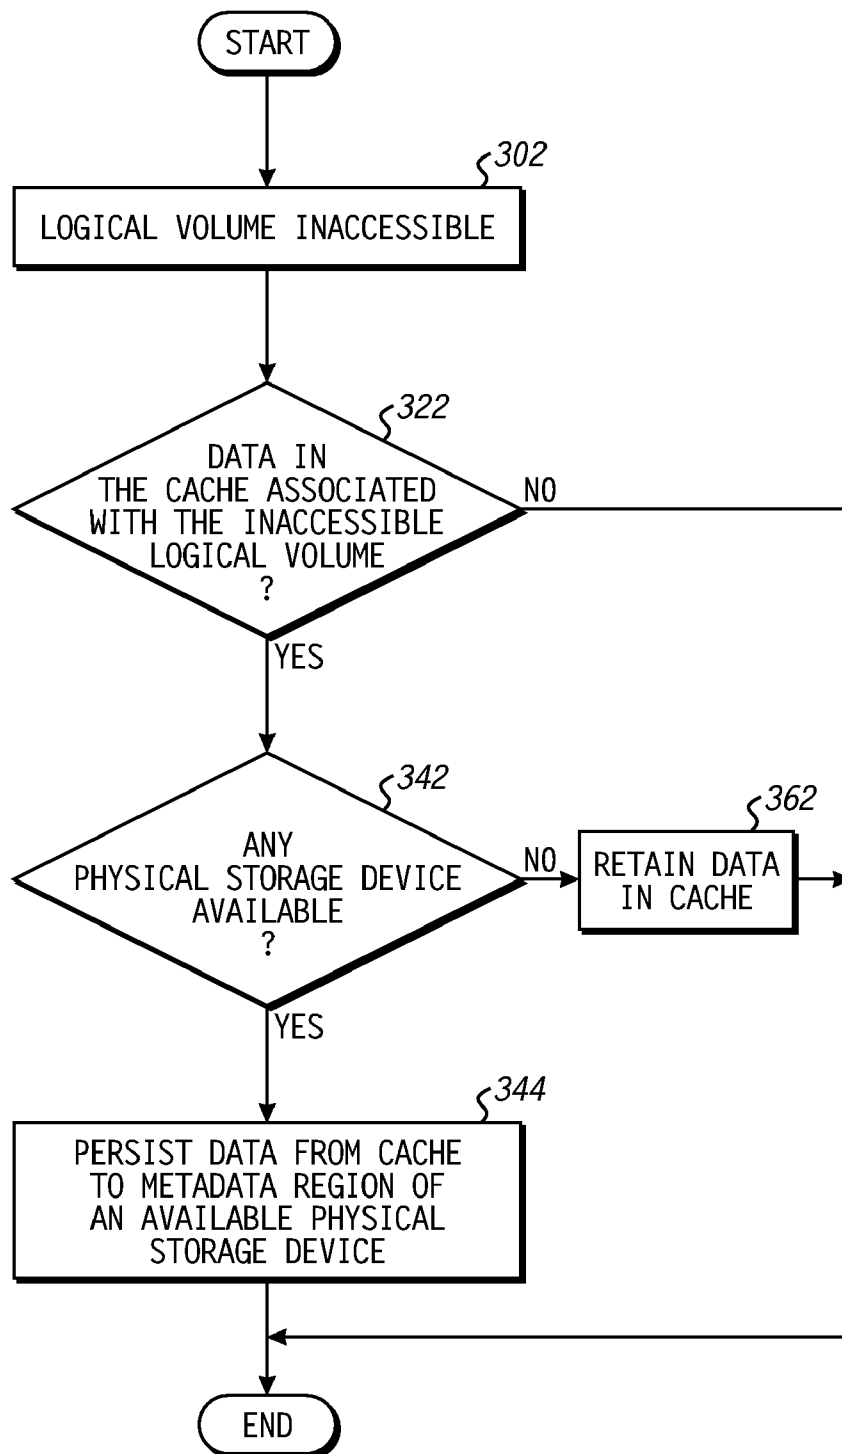 START
302
LOGICAL VOLUME INACCESSIBLE
322
DATA IN
THE CACHE ASSOCIATED
WITH THE INACCESSIBLE
LOGICAL VOLUME
?
NO
YES
342
ANY
PHYSICAL STORAGE DEVICE
AVAILABLE
?
NO
362
RETAIN DATA
IN CACHE
YES
344
PERSIST DATA FROM CACHE
TO METADATA REGION OF
AN AVAILABLE PHYSICAL
STORAGE DEVICE
END